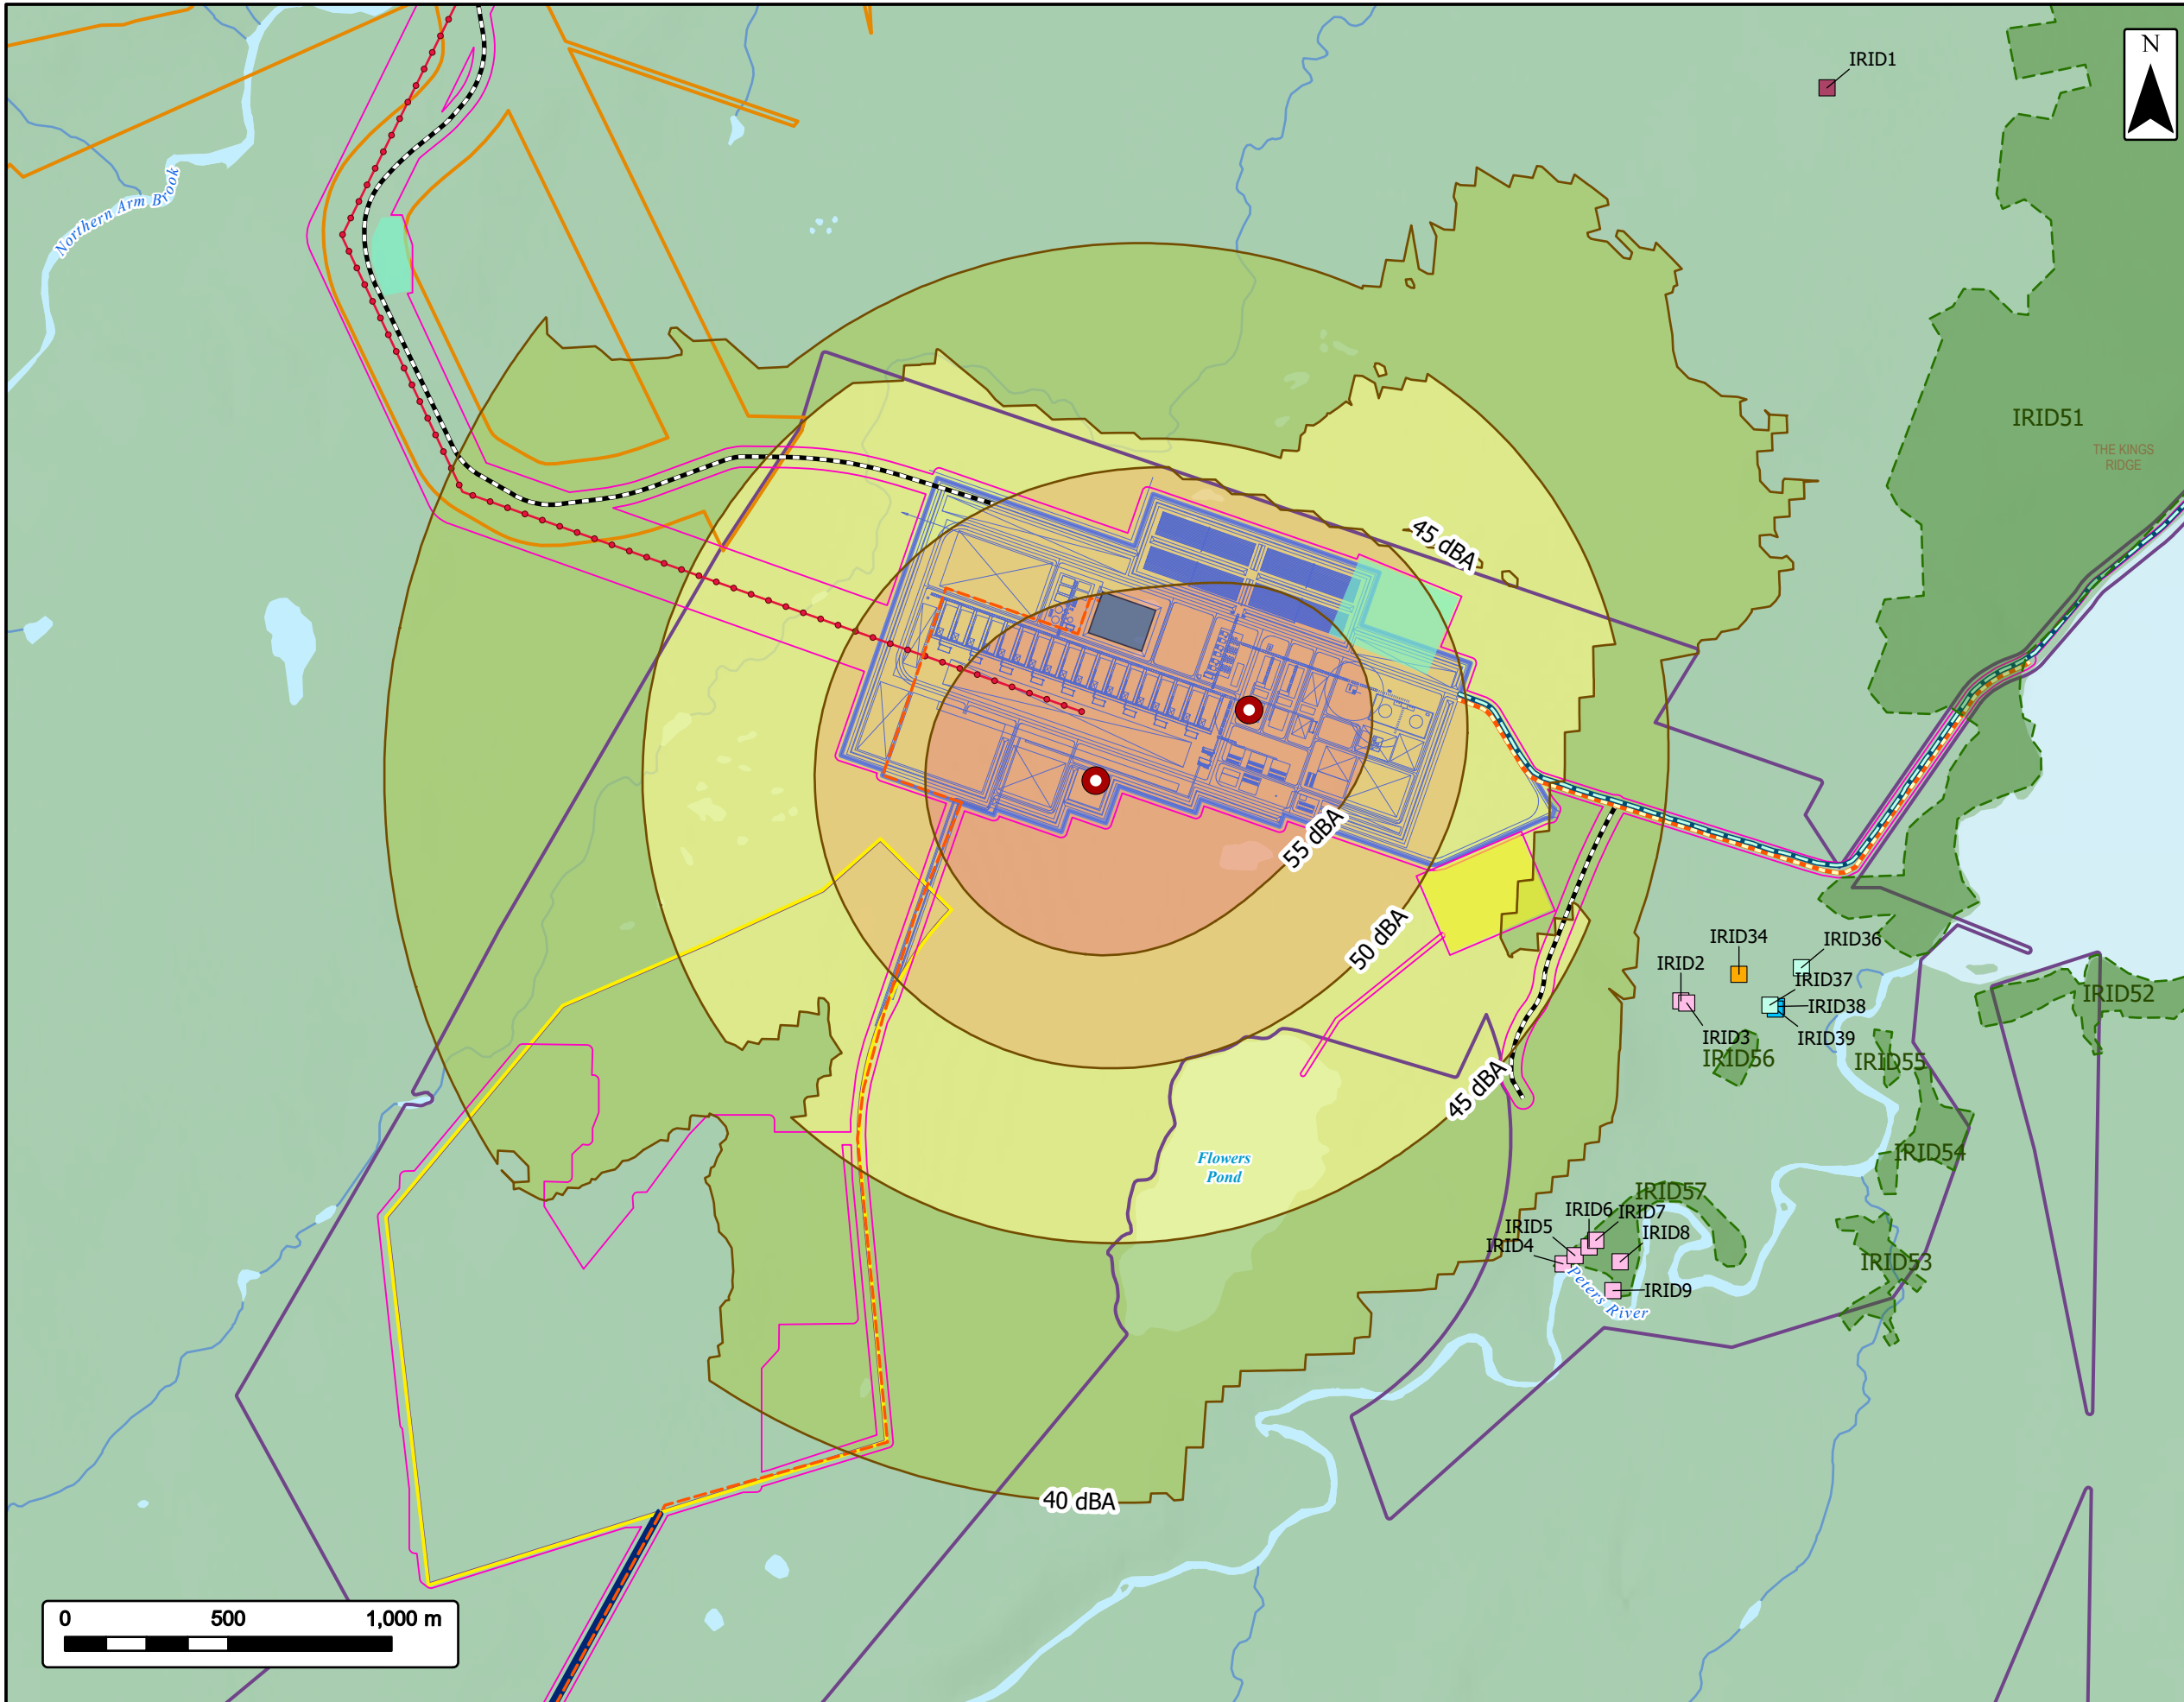 N
IRID1
Northern Arm Brook
IRID51
THE KINGS
RIDGE
45 dBA
55 dBA
50 dBA
IRID34
IRID36
IRID2
IRID37
IRID38
IRID52
IRID3
IRID39
IRID56
IRID55
45 dBA
IRID54
Flowers
Pond
IRID57
IRID6
IRID7
IRID5
IRID8
IRID4
IRID53
Peters River
IRID9
40 dBA
0 500 1,000 m